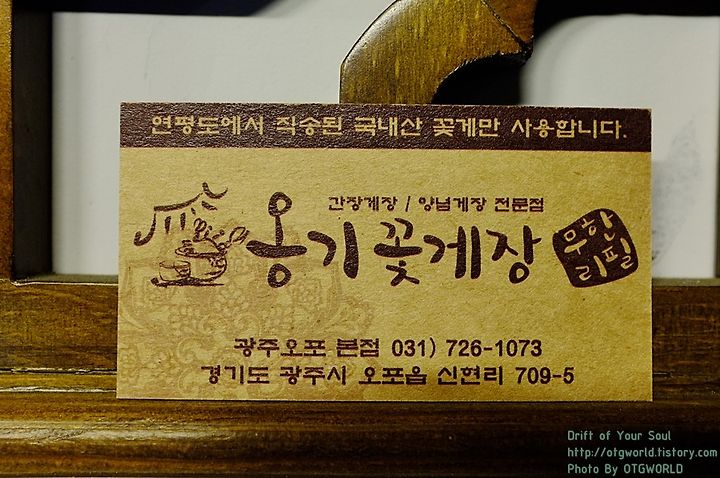 연평도에서 직송된 국내산 꽃게만 사용합니다.
간장게장 / 양념게장 전문점
옹기꽃게장
무한
리필
광주오포 본점 031) 726-1073
경기도 광주시 오포읍 신현리 709-5
Drift of Your Soul
http://otgworld.tistory.com
Photo By OTGWORLD